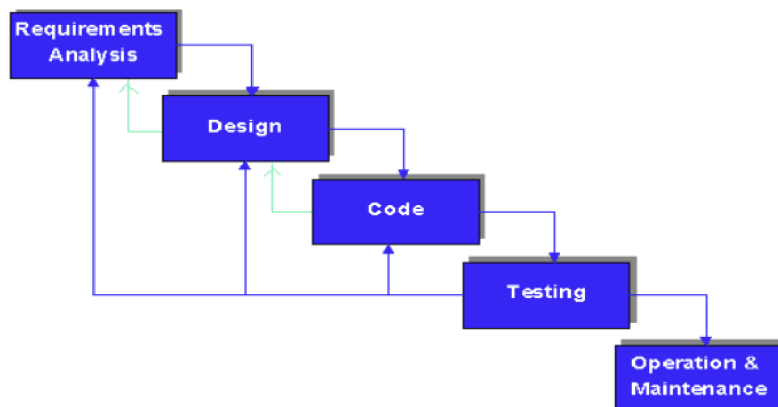 Requirements
Analysis
Design
Code
Testing
Operation &
Maintenance